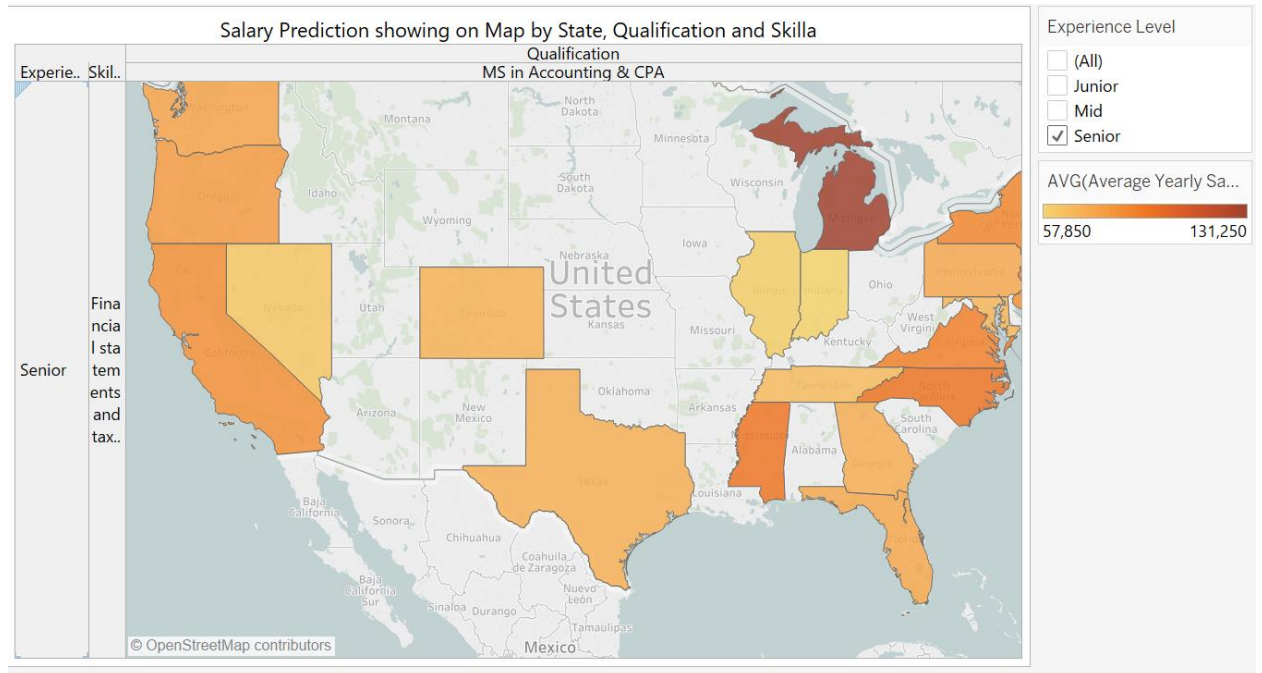 Salary Prediction showing on Map by State, Qualification and Skilla
Qualification
Experie.. Skil..
MS in Accounting & CPA
Senior
Fina
ncia
l sta
tem
ents
and
tax..
Washington
Montana
North
Dakota
Minnesota
Oregon
Idaho
South
Dakota
Wisconsin
Michigan
Wyoming
Iowa
Nebraska
United
States
Nevada
Utah
Colorado
Kansas
Missouri
Illinois
Indiana
Ohio
Pennsylvania
West
Virgini
Virginia
Kentucky
California
Arizona
New
Mexico
Oklahoma
Arkansas
Tennessee
North
Carolina
South
Carolina
Mississippi
Alabama
Georgia
Texas
Louisiana
Florida
Baja
California
Sonora
Chihuahua
Coahuila
de Zaragoza
Baja
California
Sur
Sinaloa
Durango
Nuevo
León
Tamaulipas
Mexico
© OpenStreetMap contributors
Experience Level
(All)
Junior
Mid
Senior
AVG(Average Yearly Sa...
57,850 131,250